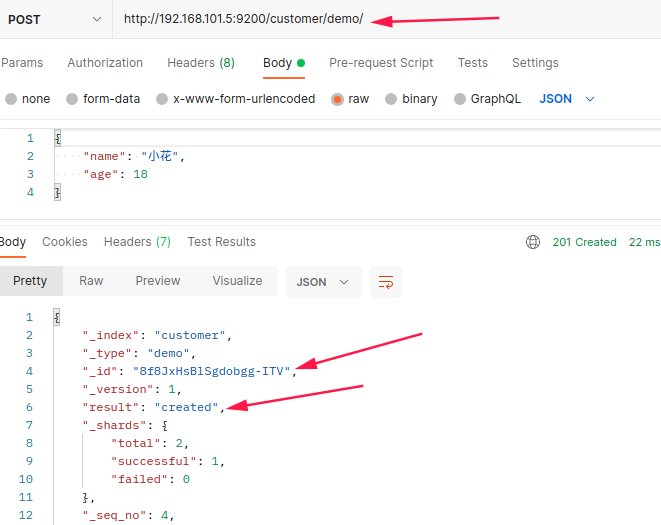 POST http://192.168.101.5:9200/customer/demo/
Params Authorization Headers (8) Body Pre-request Script Tests Settings
none form-data x-www-form-urlencoded raw binary GraphQL JSON
1 {
2 "name": "小花",
3 "age": 18
4 }
Body Cookies Headers (7) Test Results 201 Created 22 ms
Pretty Raw Preview Visualize JSON
1 {
2 "_index": "customer",
3 "_type": "demo",
4 "_id": "8f8JxHsBlSgdobgg-ITV",
5 "_version": 1,
6 "result": "created",
7 "_shards": {
8 "total": 2,
9 "successful": 1,
10 "failed": 0
11 },
12 "_seq_no": 4,